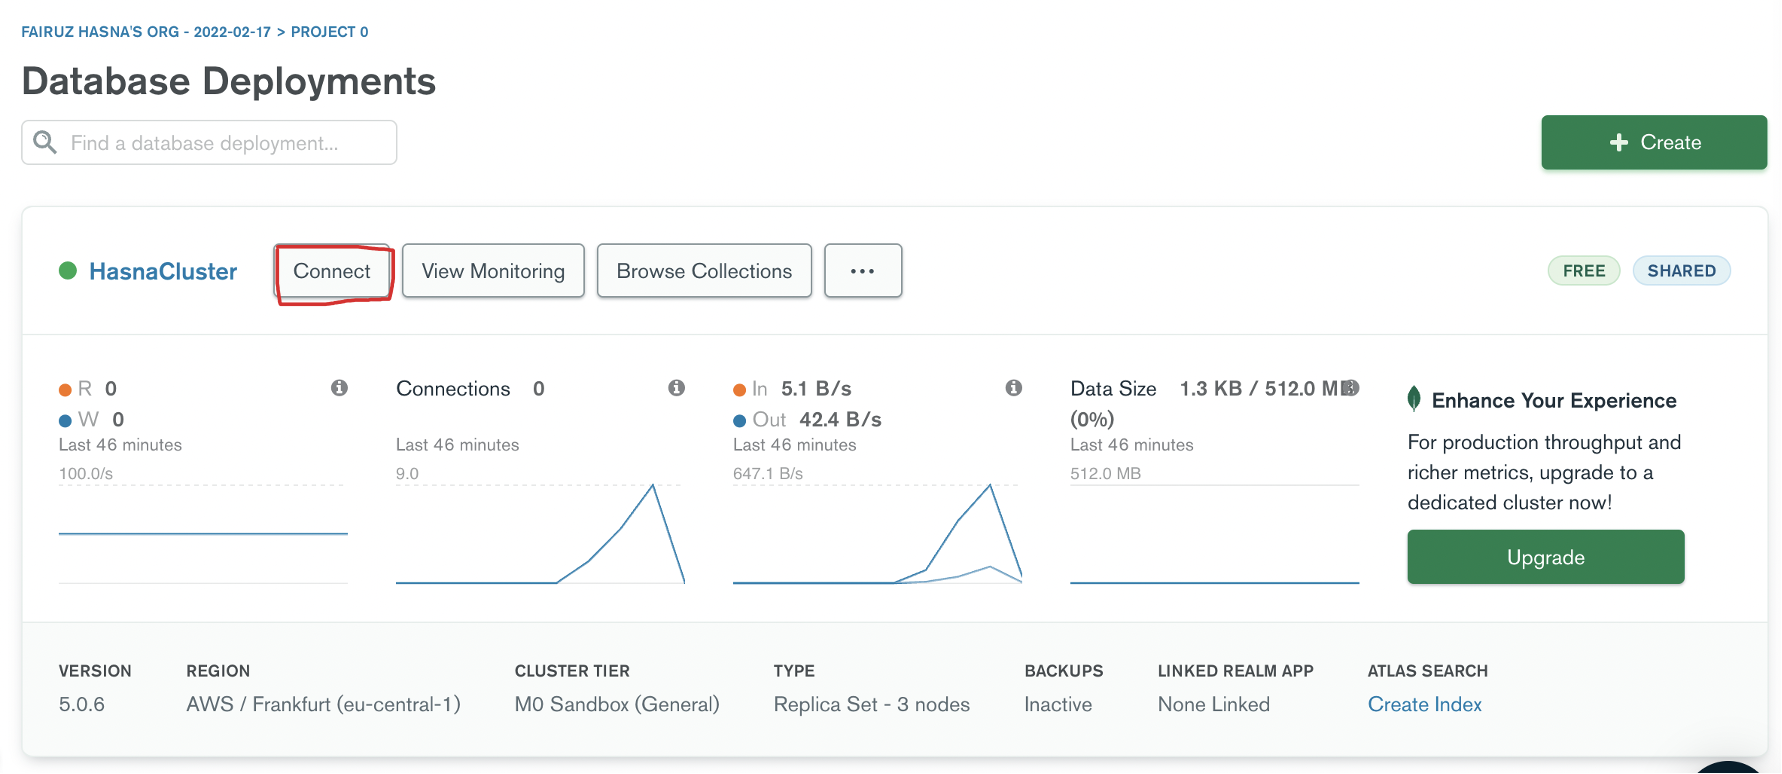 FAIRUZ HASNA'S ORG - 2022-02-17 > PROJECT 0
Database Deployments
Find a database deployment...
+ Create
HasnaCluster
Connect
View Monitoring
Browse Collections
...
FREE
SHARED
R 0
W 0
Last 46 minutes
100.0/s
Connections 0
Last 46 minutes
9.0
In 5.1 B/s
Out 42.4 B/s
Last 46 minutes
647.1 B/s
Data Size 1.3 KB / 512.0 MB
(0%)
Last 46 minutes
512.0 MB
Enhance Your Experience
For production throughput and
richer metrics, upgrade to a
dedicated cluster now!
Upgrade
VERSION
5.0.6
REGION
AWS / Frankfurt (eu-central-1)
CLUSTER TIER
M0 Sandbox (General)
TYPE
Replica Set - 3 nodes
BACKUPS
Inactive
LINKED REALM APP
None Linked
ATLAS SEARCH
Create Index